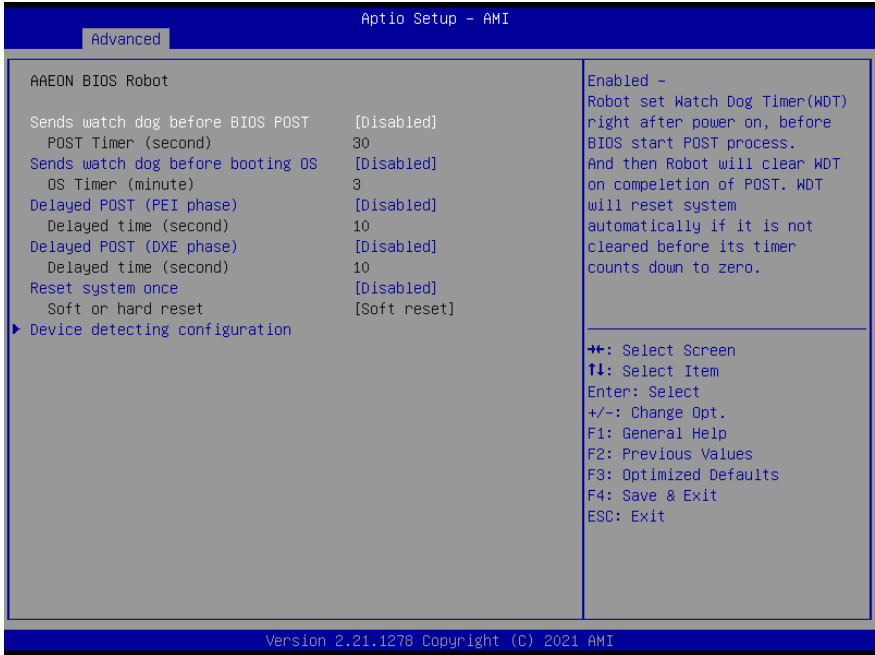 Aptio Setup – AMI
Advanced
AAEON BIOS Robot
Sends watch dog before BIOS POST [Disabled]
POST Timer (second) 30
Sends watch dog before booting OS [Disabled]
OS Timer (minute) 3
Delayed POST (PEI phase) [Disabled]
Delayed time (second) 10
Delayed POST (DXE phase) [Disabled]
Delayed time (second) 10
Reset system once [Disabled]
Soft or hard reset [Soft reset]
Device detecting configuration
Enabled –
Robot set Watch Dog Timer(WDT)
right after power on, before
BIOS start POST process.
And then Robot will clear WDT
on compeletion of POST. WDT
will reset system
automatically if it is not
cleared before its timer
counts down to zero.
→←: Select Screen
↑↓: Select Item
Enter: Select
+/-: Change Opt.
F1: General Help
F2: Previous Values
F3: Optimized Defaults
F4: Save & Exit
ESC: Exit
Version 2.21.1278 Copyright (C) 2021 AMI